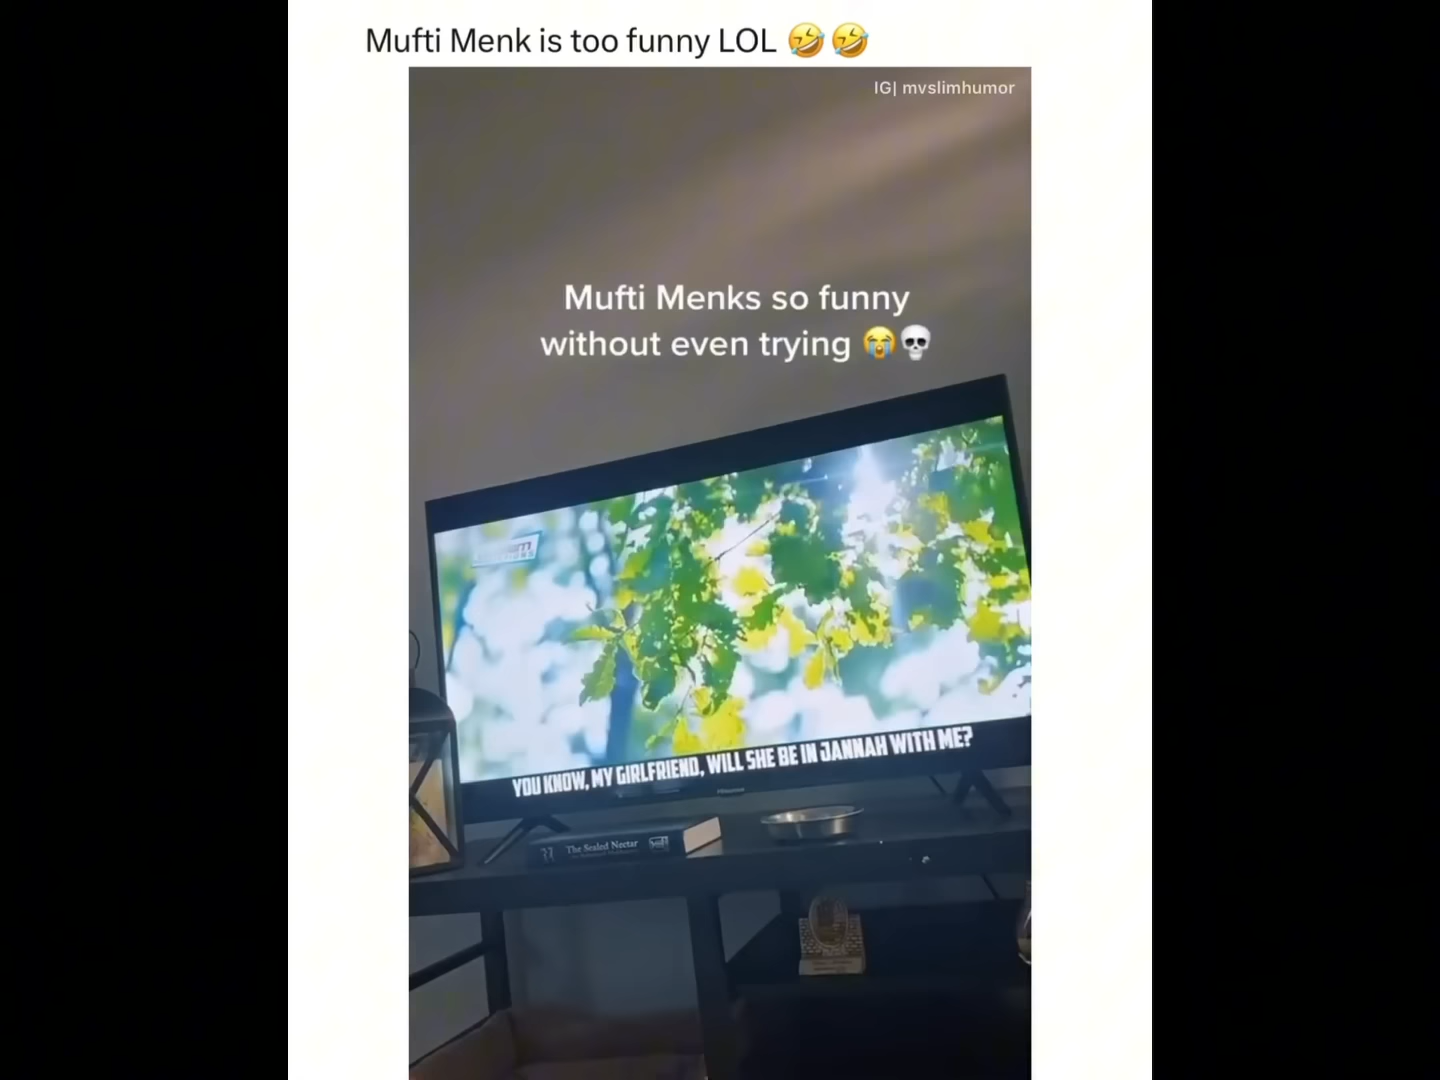 Mufti Menk is too funny LOL 🤣🤣
IG| mvslimhumor
Mufti Menks so funny
without even trying 😭💀
YOU KNOW, MY GIRLFRIEND, WILL SHE BE IN JANNAH WITH ME?
Hisense
The Sealed Nectar